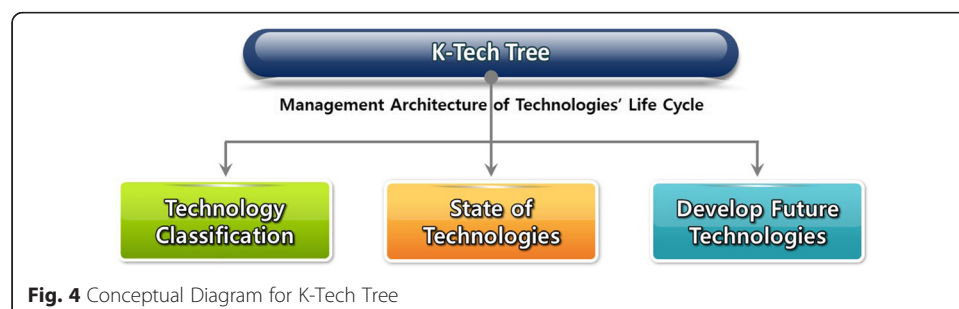 K-Tech Tree
Management Architecture of Technologies' Life Cycle
Technology
Classification
State of
Technologies
Develop Future
Technologies
Fig. 4 Conceptual Diagram for K-Tech Tree